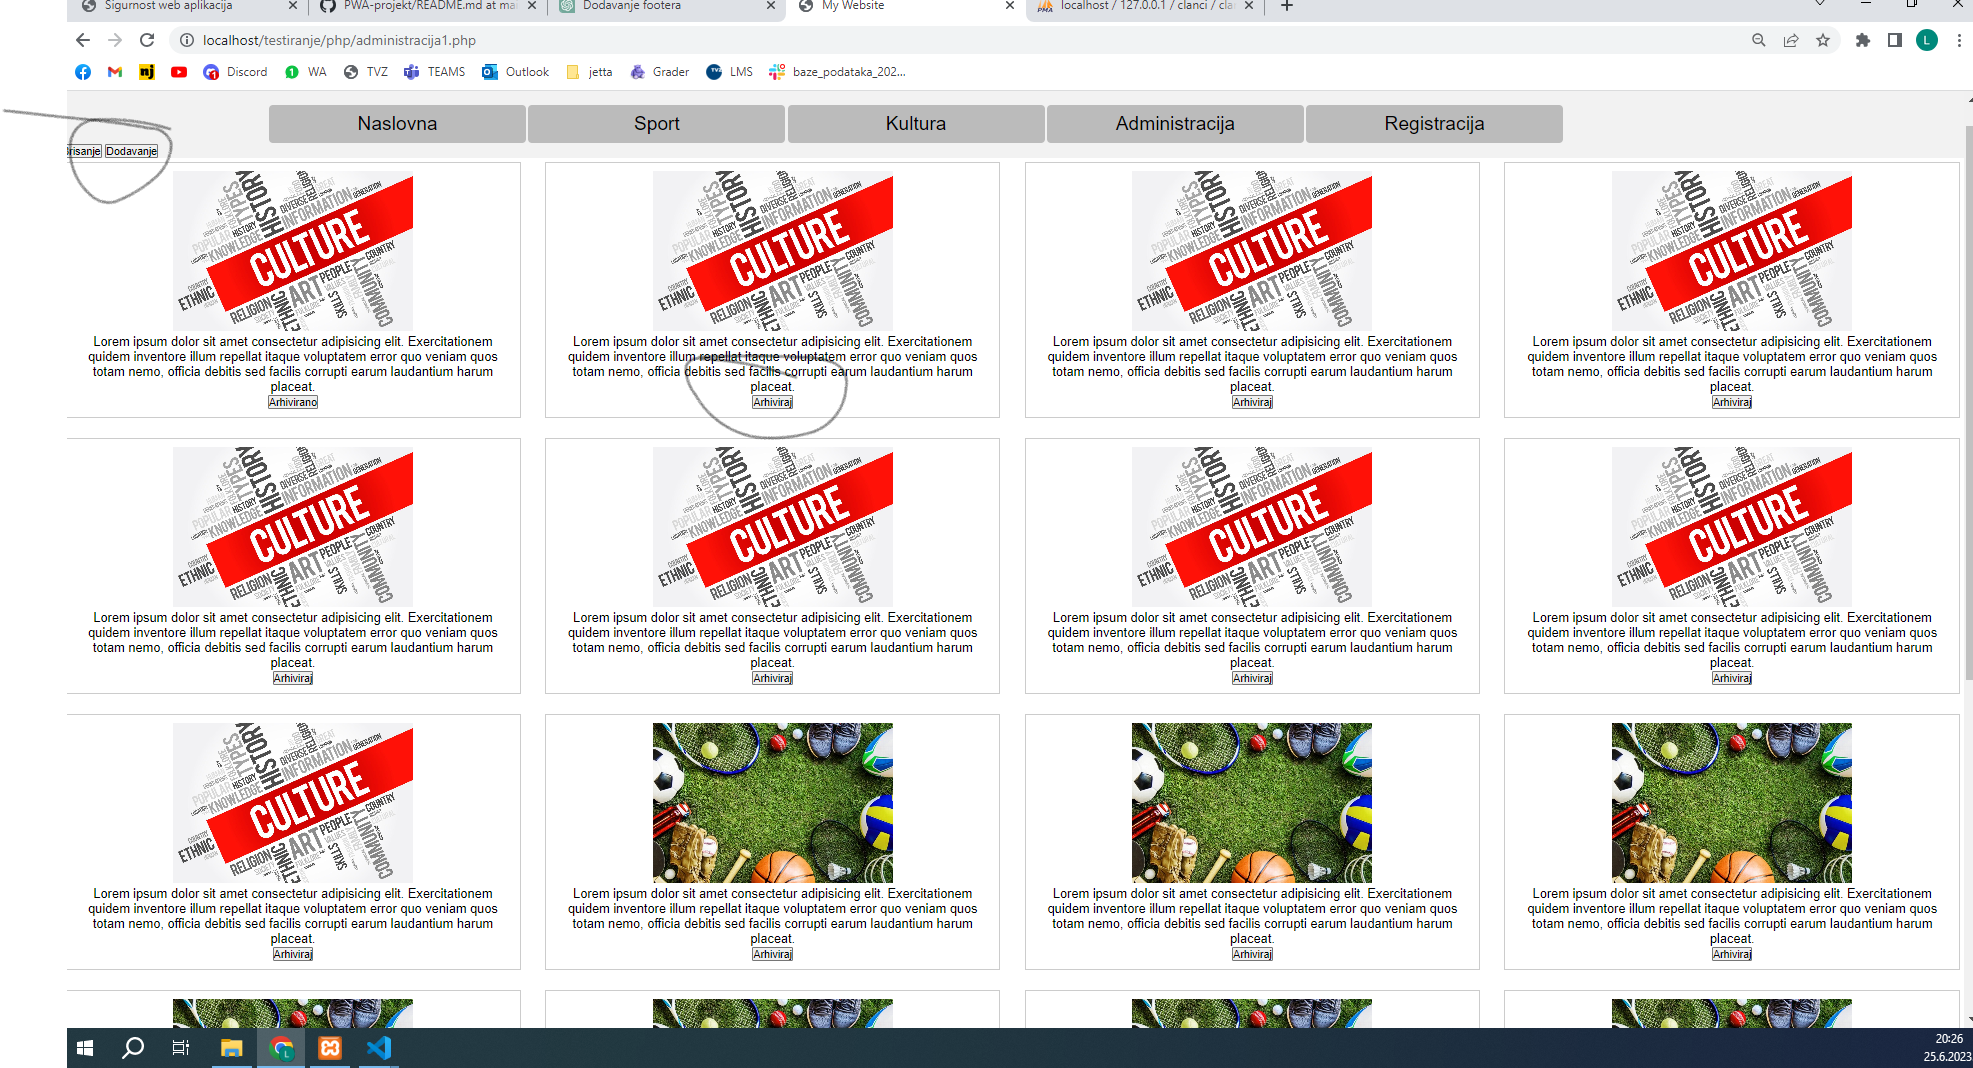 Sigurnost web aplikacija
PWA-projekt/README.md at ma
Dodavanje footera
My Website
localhost / 127.0.0.1 / clanci / cla
localhost/testiranje/php/administracija1.php
L
Discord
WA
TVZ
TEAMS
Outlook
jetta
Grader
LMS
baze_podataka_202...
Naslovna
Sport
Kultura
Administracija
Registracija
Brisanje Dodavanje
CULTURE
CULTURE
CULTURE
CULTURE
Lorem ipsum dolor sit amet consectetur adipisicing elit. Exercitationem
quidem inventore illum repellat itaque voluptatem error quo veniam quos
totam nemo, officia debitis sed facilis corrupti earum laudantium harum
placeat.
Arhivirano
Lorem ipsum dolor sit amet consectetur adipisicing elit. Exercitationem
quidem inventore illum repellat itaque voluptatem error quo veniam quos
totam nemo, officia debitis sed facilis corrupti earum laudantium harum
placeat.
Arhiviraj
Lorem ipsum dolor sit amet consectetur adipisicing elit. Exercitationem
quidem inventore illum repellat itaque voluptatem error quo veniam quos
totam nemo, officia debitis sed facilis corrupti earum laudantium harum
placeat.
Arhiviraj
Lorem ipsum dolor sit amet consectetur adipisicing elit. Exercitationem
quidem inventore illum repellat itaque voluptatem error quo veniam quos
totam nemo, officia debitis sed facilis corrupti earum laudantium harum
placeat.
Arhiviraj
CULTURE
CULTURE
CULTURE
CULTURE
Lorem ipsum dolor sit amet consectetur adipisicing elit. Exercitationem
quidem inventore illum repellat itaque voluptatem error quo veniam quos
totam nemo, officia debitis sed facilis corrupti earum laudantium harum
placeat.
Arhiviraj
Lorem ipsum dolor sit amet consectetur adipisicing elit. Exercitationem
quidem inventore illum repellat itaque voluptatem error quo veniam quos
totam nemo, officia debitis sed facilis corrupti earum laudantium harum
placeat.
Arhiviraj
Lorem ipsum dolor sit amet consectetur adipisicing elit. Exercitationem
quidem inventore illum repellat itaque voluptatem error quo veniam quos
totam nemo, officia debitis sed facilis corrupti earum laudantium harum
placeat.
Arhiviraj
Lorem ipsum dolor sit amet consectetur adipisicing elit. Exercitationem
quidem inventore illum repellat itaque voluptatem error quo veniam quos
totam nemo, officia debitis sed facilis corrupti earum laudantium harum
placeat.
Arhiviraj
CULTURE
Lorem ipsum dolor sit amet consectetur adipisicing elit. Exercitationem
quidem inventore illum repellat itaque voluptatem error quo veniam quos
totam nemo, officia debitis sed facilis corrupti earum laudantium harum
placeat.
Arhiviraj
Lorem ipsum dolor sit amet consectetur adipisicing elit. Exercitationem
quidem inventore illum repellat itaque voluptatem error quo veniam quos
totam nemo, officia debitis sed facilis corrupti earum laudantium harum
placeat.
Arhiviraj
Lorem ipsum dolor sit amet consectetur adipisicing elit. Exercitationem
quidem inventore illum repellat itaque voluptatem error quo veniam quos
totam nemo, officia debitis sed facilis corrupti earum laudantium harum
placeat.
Arhiviraj
Lorem ipsum dolor sit amet consectetur adipisicing elit. Exercitationem
quidem inventore illum repellat itaque voluptatem error quo veniam quos
totam nemo, officia debitis sed facilis corrupti earum laudantium harum
placeat.
Arhiviraj
20:26
25.6.2023